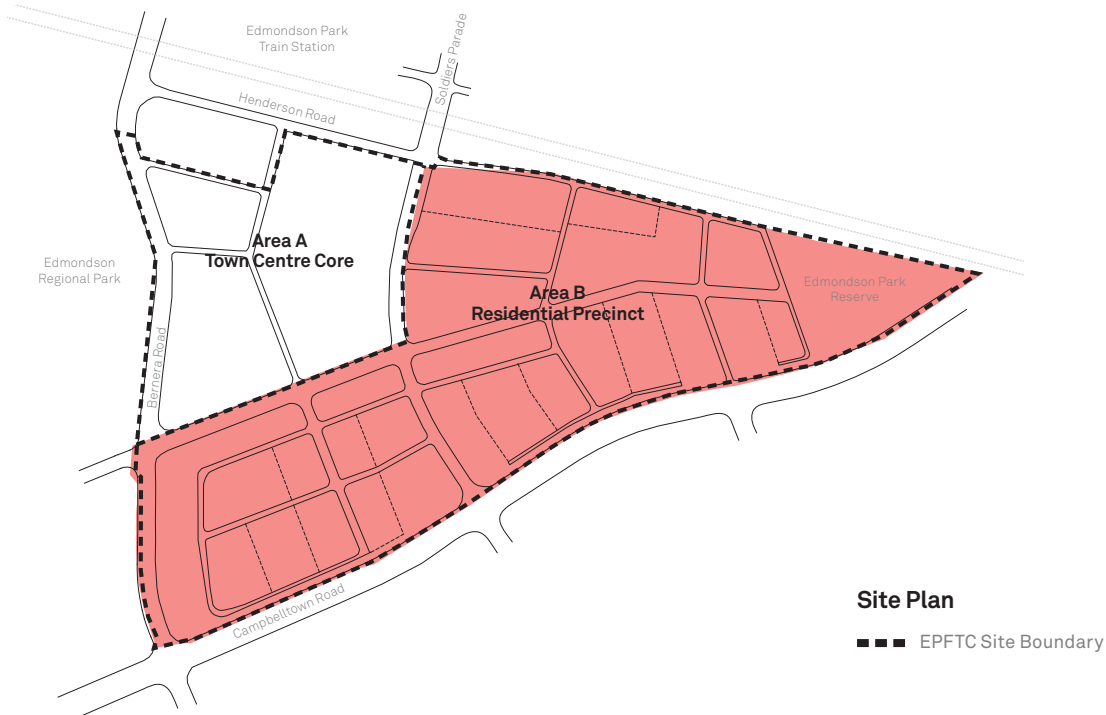 Edmondson Park
Train Station
Soldiers Parade
Henderson Road
Area A
Town Centre Core
Edmondson
Regional Park
Edmondson Park
Reserve
Area B
Residential Precinct
Bernera Road
Campbelltown Road
Site Plan
EPFTC Site Boundary